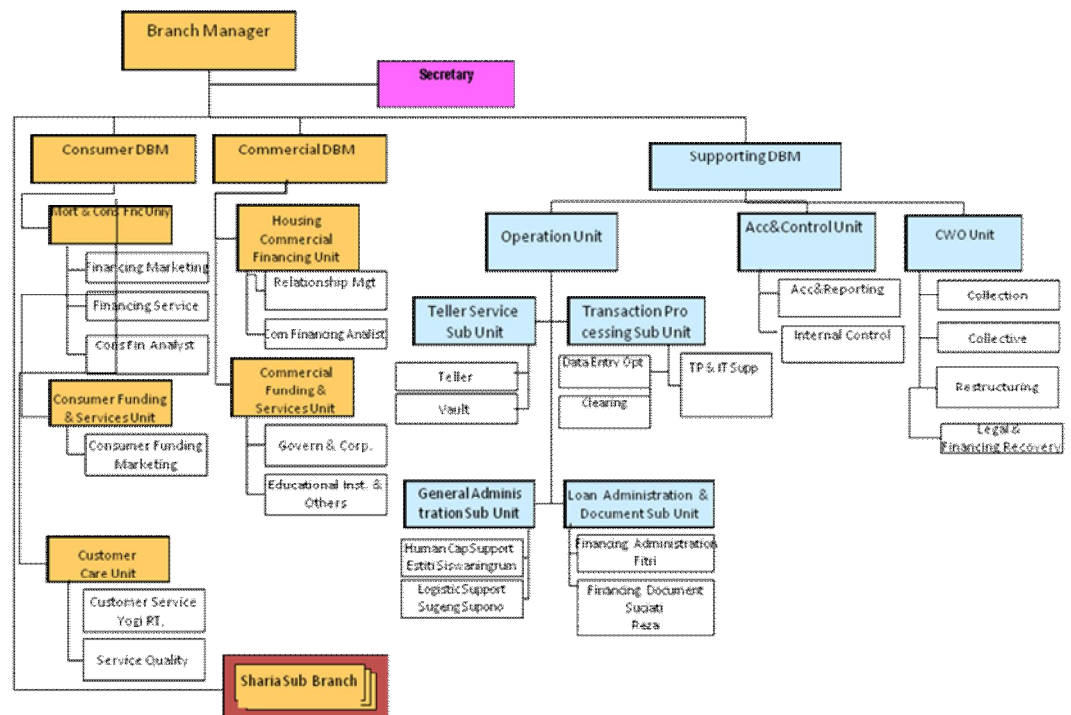 Branch Manager
Secretary
Consumer DBM
Commercial DBM
Supporting DBM
Mort & Cons Fnc Uniy
Financing Marketing
Financing Service
Cons Fin Analyst
Consumer Funding
& Services Unit
Consumer Funding
Marketing
Customer
Care Unit
Customer Service
Yogi RT.
Service Quality
Housing
Commercial
Financing Unit
Relationship Mgt
Com Financing Analist
Commercial
Funding &
Services Unit
Govern & Corp.
Educational Inst. &
Others
Operation Unit
Teller Service
Sub Unit
Teller
Vault
Transaction Pro
cessing Sub Unit
Data Entry Opt
Clearing
TP & IT Supp
General Adminis
tration Sub Unit
Human Cap Support
Estiti Siswaningrum
Logistic Support
Sugeng Supono
Loan Administration &
Document Sub Unit
Financing Administration
Fitri
Financing Document
Suciati
Reza
Acc&Control Unit
Acc&Reporting
Internal Control
CWO Unit
Collection
Collective
Restructuring
Legal &
Financing Recovery
Sharia Sub Branch